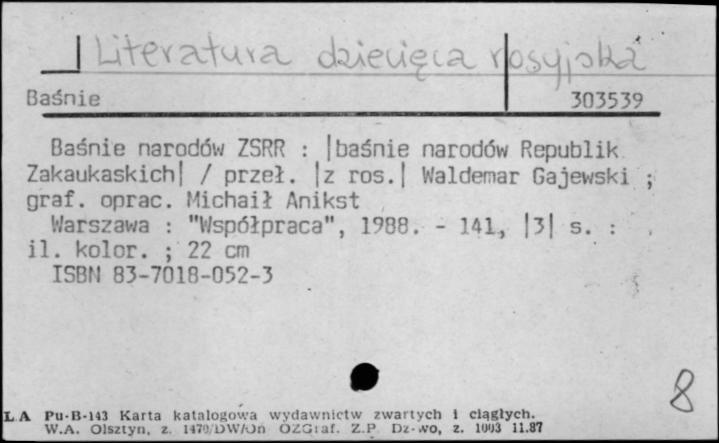 Literatura dziecięca rosyjska
Baśnie 303539
Baśnie narodów ZSRR : |baśnie narodów Republik
Zakaukaskich| / przeł. |z ros.| Waldemar Gajewski ;
graf. oprac. Michaił Anikst
Warszawa : "Współpraca", 1988. - 141, |3| s. :
il. kolor. ; 22 cm
ISBN 83-7018-052-3
8
LA Pu-B-143 Karta katalogowa wydawnictw zwartych i ciągłych.
W.A. Olsztyn, z. 1470/DW/On OZGraf. Z.P. Dz-wo, z. 1003 11.87